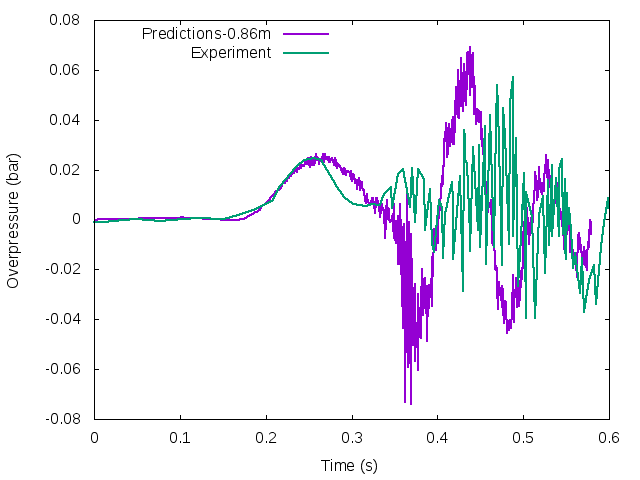 0.08
Predictions-0.86m
Experiment
0.06
0.04
0.02
0
-0.02
-0.04
-0.06
-0.08
Overpressure (bar)
0 0.1 0.2 0.3 0.4 0.5 0.6
Time (s)